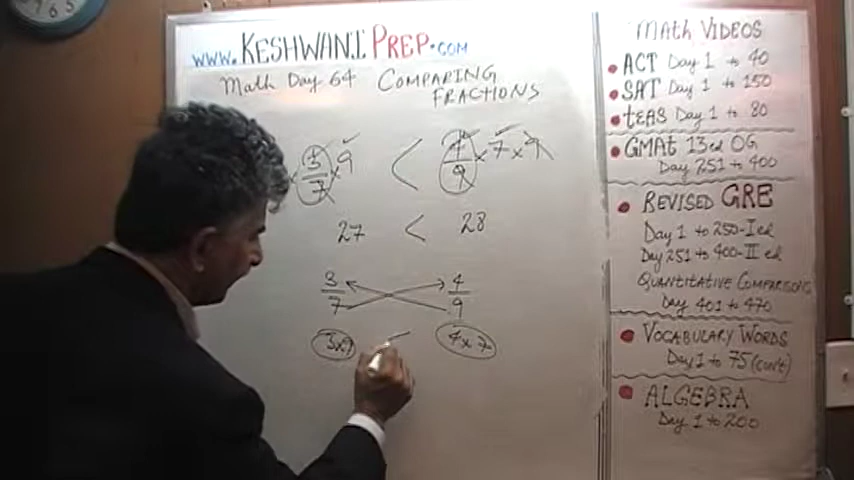 www.KESHWANIPREP.COM
Math Day 64 COMPARING
FRACTIONS
3/7 × 9 < 4/9 × 7 × 9
27 < 28
3/7 4/9
3×9 4×7
Math VIDEOS
ACT Day 1 to 40
SAT Day 1 to 150
tEAS Day 1 to 80
GMAt 13ed OG
Day 251 to 400
REVISED GRE
Day 1 to 250-I ed
Day 251 to 400-II ed
QUANTITATIVE COMPARISONS
Day 401 to 470
VOCABULARY WORDS
Day 1 to 75 (con't)
ALGEBRA
Day 1 to 200